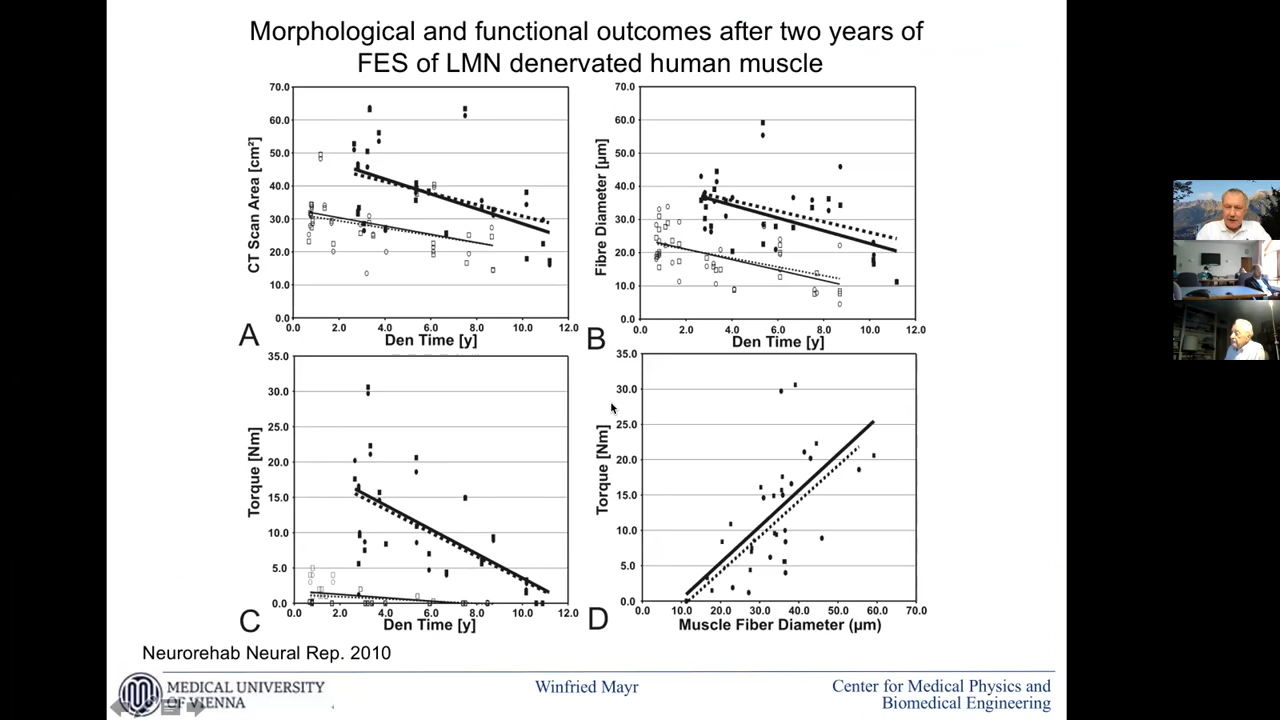 Morphological and functional outcomes after two years of
FES of LMN denervated human muscle
70.0
60.0
50.0
40.0
30.0
20.0
10.0
0.0
CT Scan Area [cm²]
0.0 2.0 4.0 6.0 8.0 10.0 12.0
Den Time [y]
A
70.0
60.0
50.0
40.0
30.0
20.0
10.0
0.0
Fibre Diameter [µm]
0.0 2.0 4.0 6.0 8.0 10.0 12.0
Den Time [y]
B
35.0
30.0
25.0
20.0
15.0
10.0
5.0
0.0
Torque [Nm]
0.0 2.0 4.0 6.0 8.0 10.0 12.0
Den Time [y]
C
35.0
30.0
25.0
20.0
15.0
10.0
5.0
0.0
Torque [Nm]
0.0 10.0 20.0 30.0 40.0 50.0 60.0 70.0
Muscle Fiber Diameter (µm)
D
Neurorehab Neural Rep. 2010
MEDICAL UNIVERSITY
OF VIENNA
Winfried Mayr
Center for Medical Physics and
Biomedical Engineering